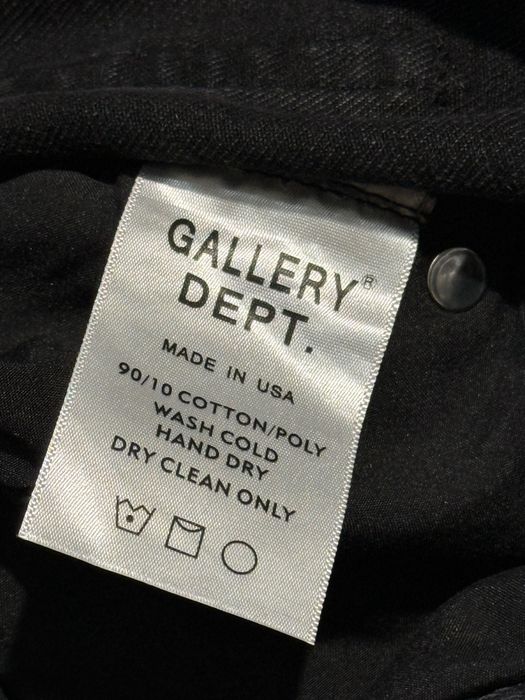 GALLERY®
DEPT.
MADE IN USA
90/10 COTTON/POLY
WASH COLD
HAND DRY
DRY CLEAN ONLY